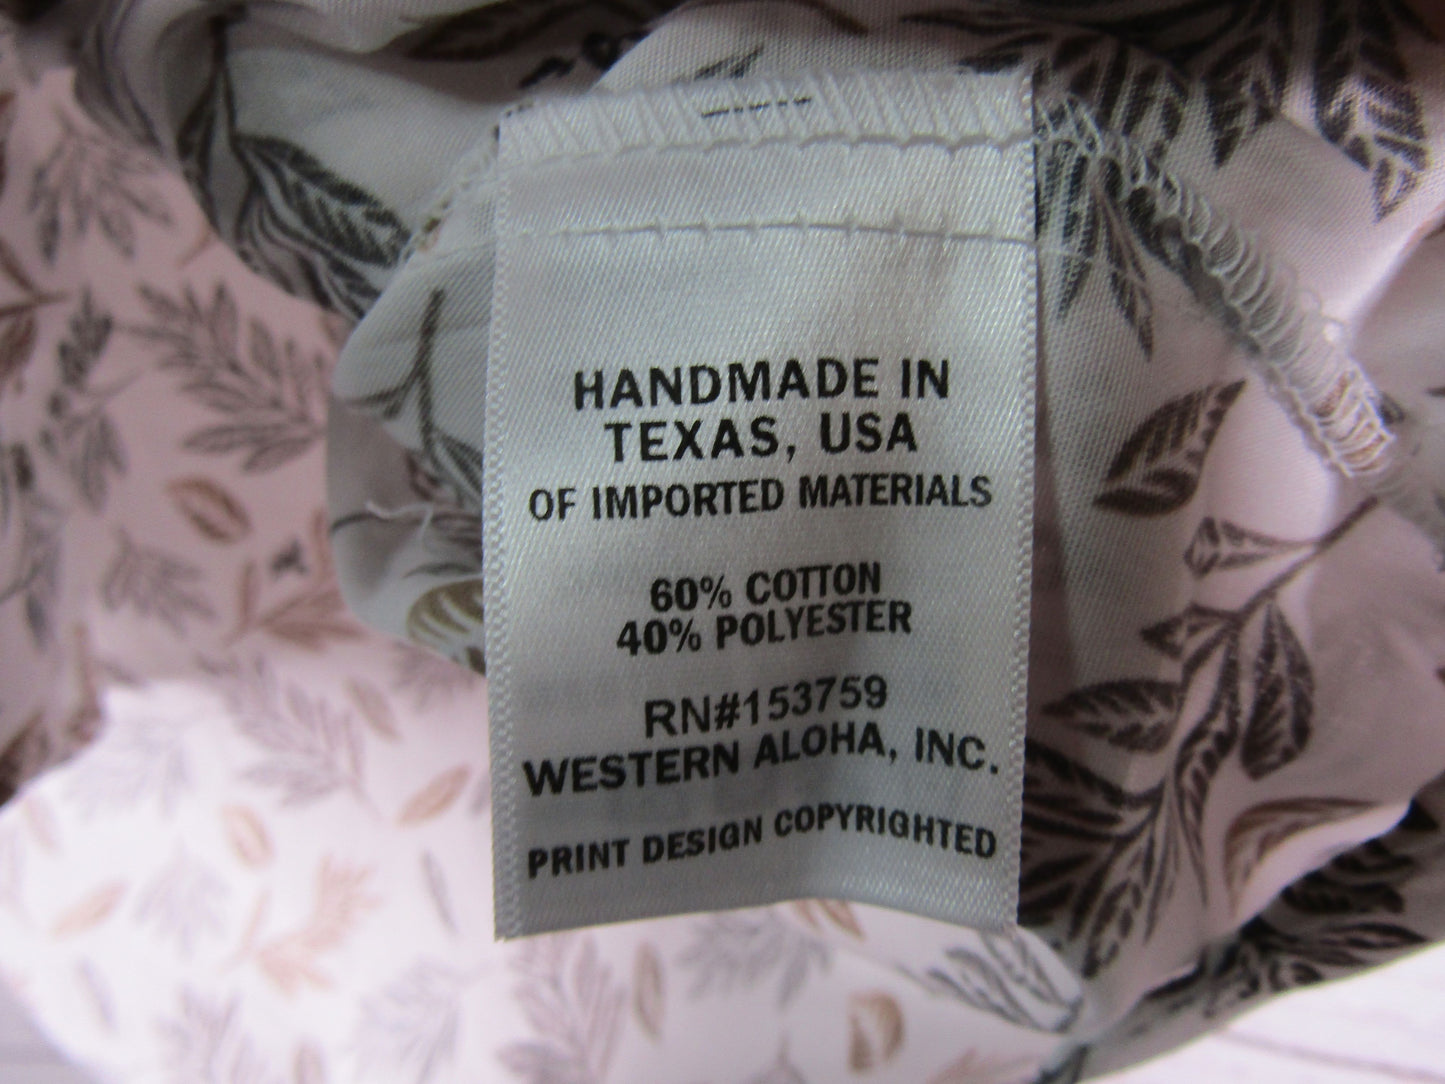 HANDMADE IN
TEXAS, USA
OF IMPORTED MATERIALS
60% COTTON
40% POLYESTER
RN#153759
WESTERN ALOHA, INC.
PRINT DESIGN COPYRIGHTED